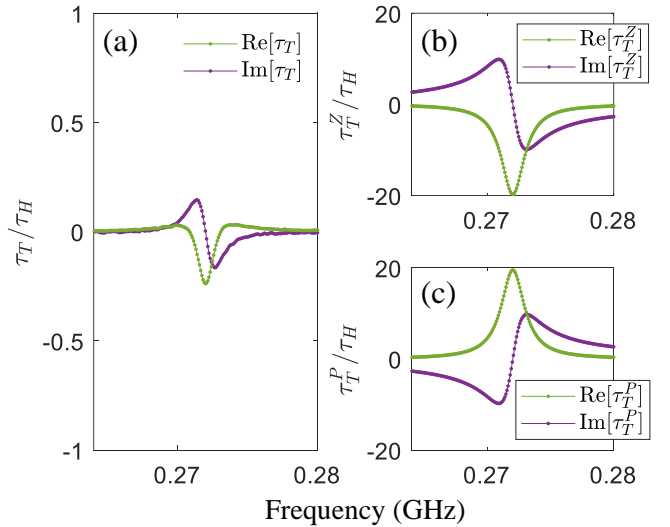 (a)
Re[τ_T]
Im[τ_T]
1
0.5
0
-0.5
-1
τ_T/τ_H
0.27
0.28
(b)
Re[τ_T^Z]
Im[τ_T^Z]
20
0
-20
τ_T^Z/τ_H
0.27
0.28
(c)
20
0
-20
τ_T^P/τ_H
Re[τ_T^P]
Im[τ_T^P]
0.27
0.28
Frequency (GHz)